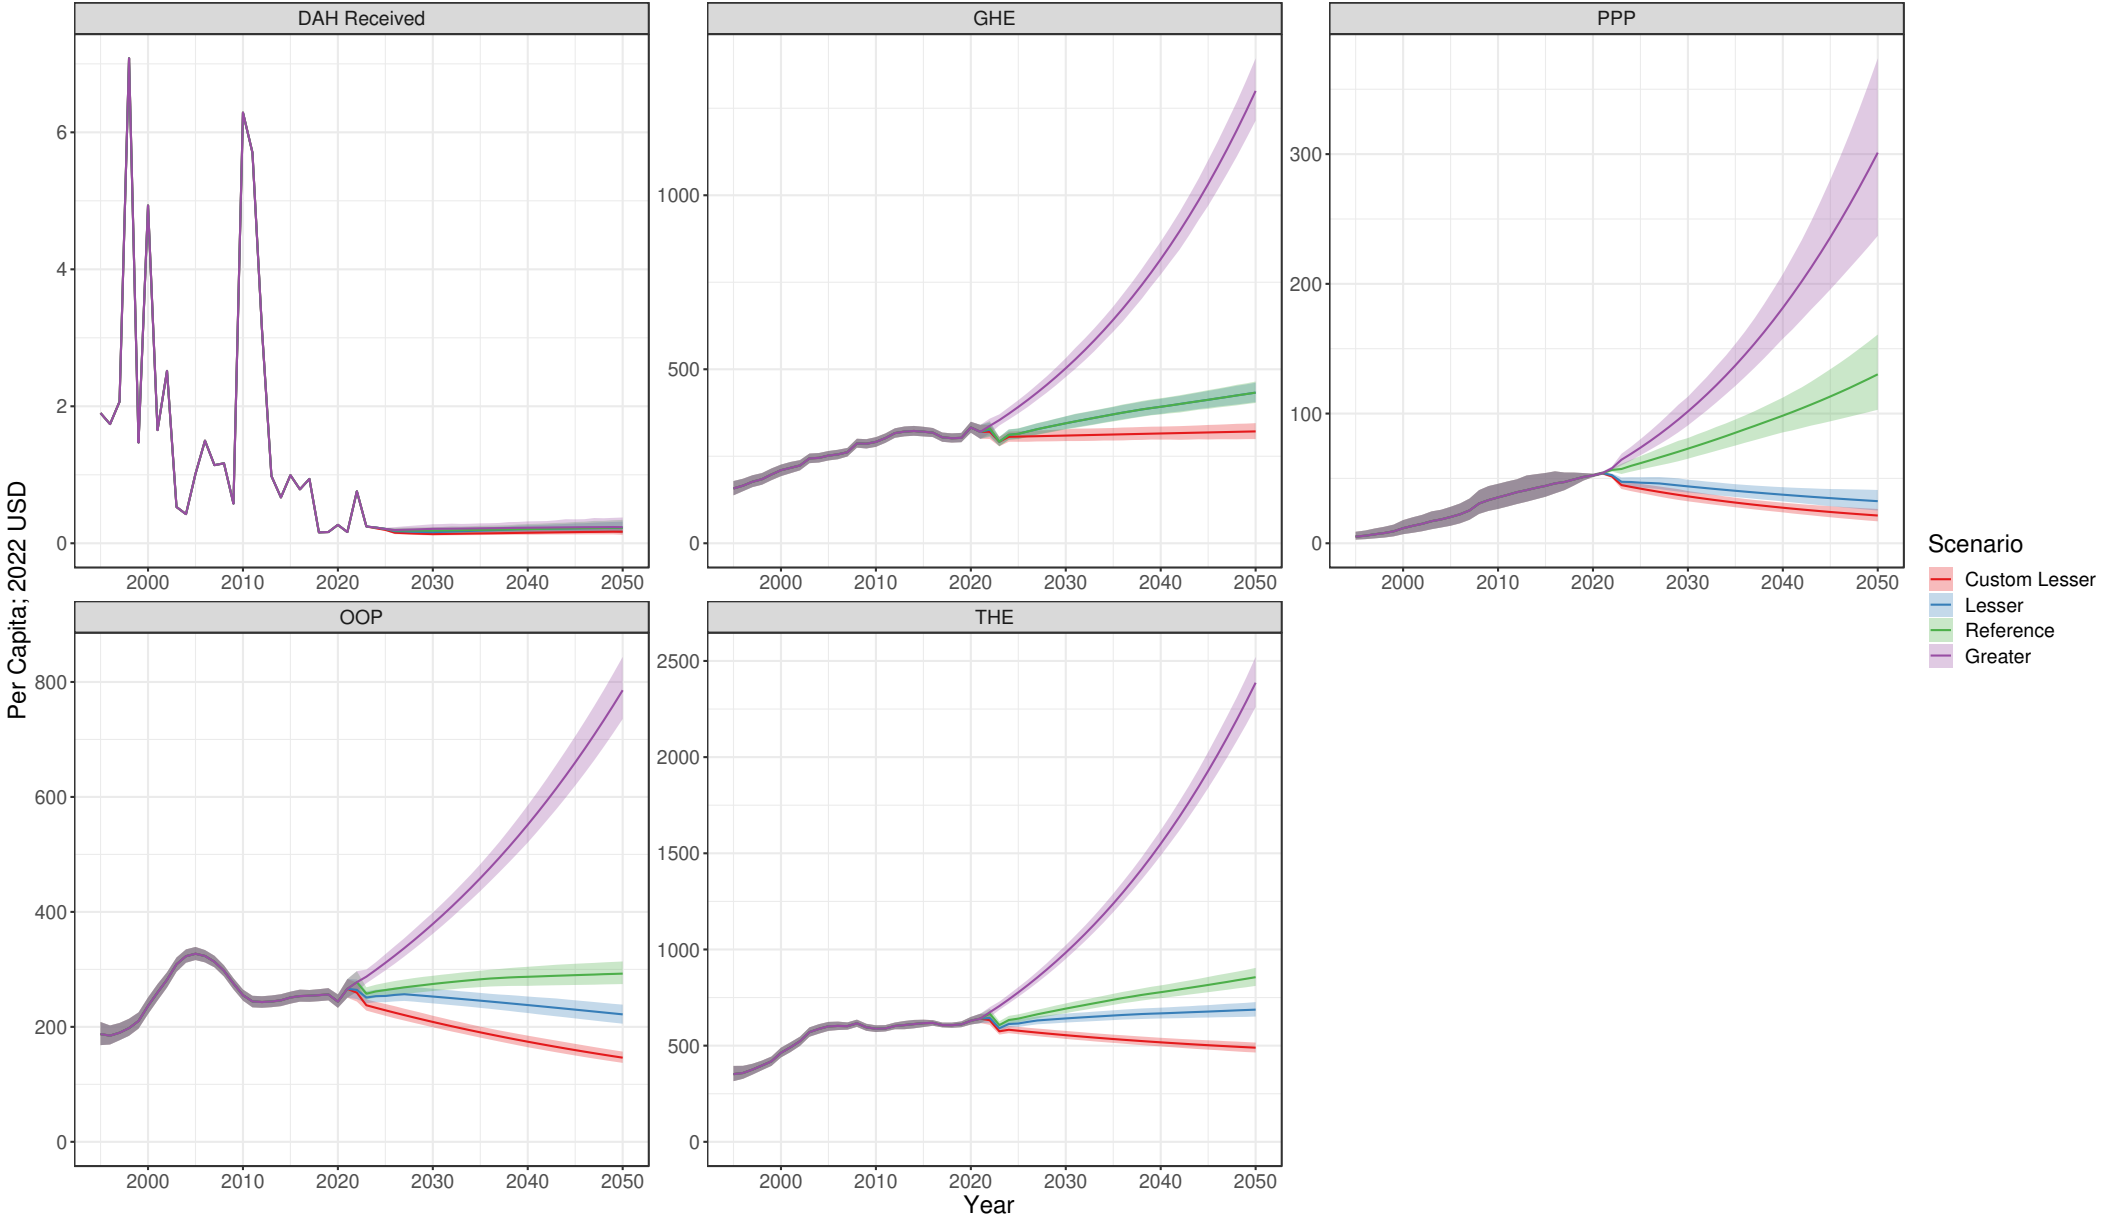 DAH Received
GHE
PPP
0
2
4
6
0
500
1000
0
100
200
300
2000 2010 2020 2030 2040 2050
2000 2010 2020 2030 2040 2050
2000 2010 2020 2030 2040 2050
OOP
THE
0
200
400
600
800
0
500
1000
1500
2000
2500
2000 2010 2020 2030 2040 2050
2000 2010 2020 2030 2040 2050
Year
Per Capita; 2022 USD
Scenario
Custom Lesser
Lesser
Reference
Greater